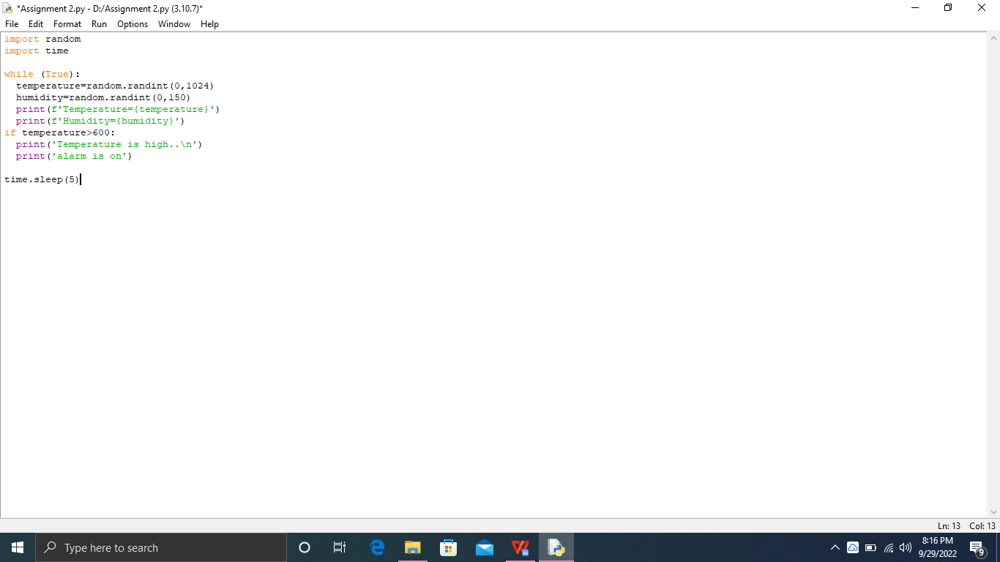 *Assignment 2.py - D:/Assignment 2.py (3.10.7)*
File Edit Format Run Options Window Help
import random
import time
while (True):
  temperature=random.randint(0,1024)
  humidity=random.randint(0,150)
  print(f'Temperature={temperature}')
  print(f'Humidity={humidity}')
if temperature>600:
  print('Temperature is high..\n')
  print('alarm is on')
time.sleep(5)
Ln: 13 Col: 13
Type here to search
8:16 PM
9/29/2022
9